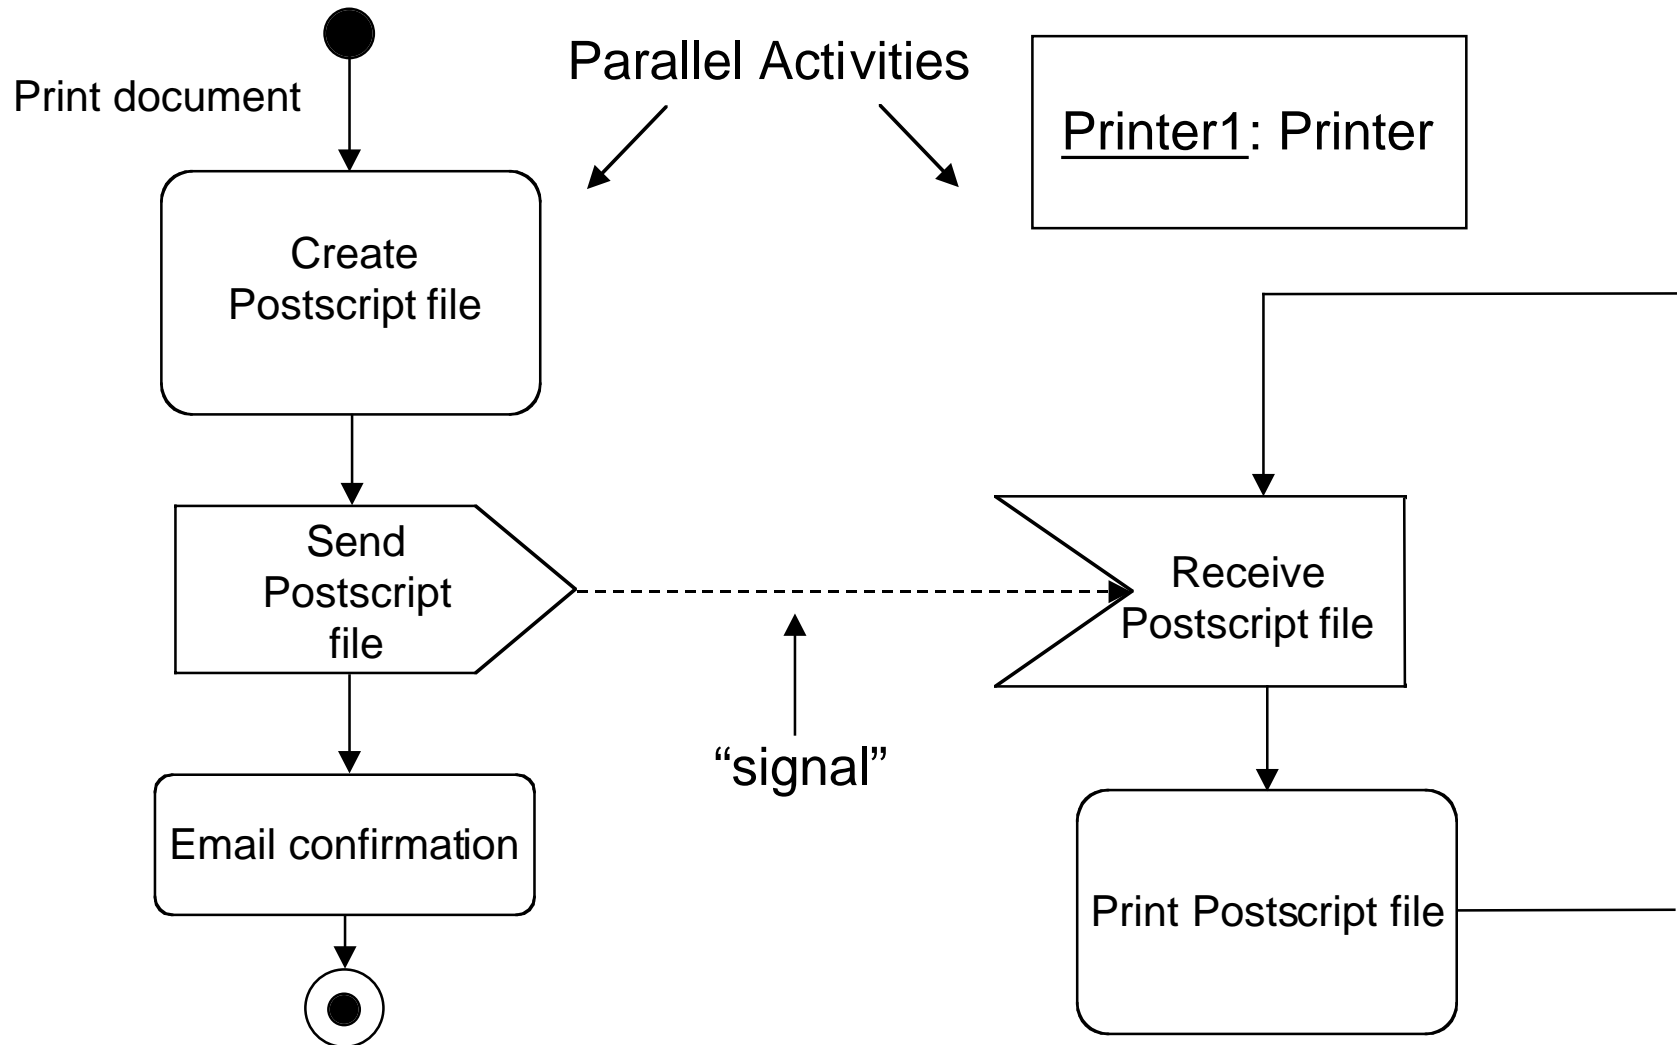 Print document
Parallel Activities
Printer1: Printer
Create
Postscript file
Send
Postscript
file
Receive
Postscript file
“signal”
Email confirmation
Print Postscript file